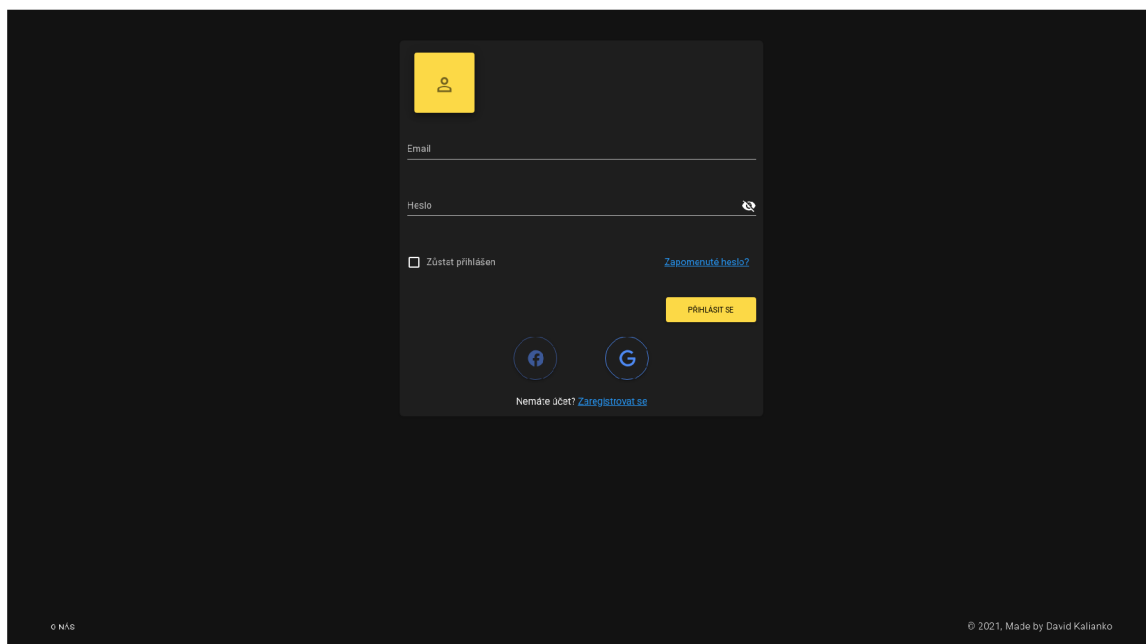 Email
Heslo
Zůstat přihlášen
Zapomenuté heslo?
PŘIHLÁSIT SE
Nemáte účet? Zaregistrovat se
O NÁS
© 2021, Made by David Kalianko